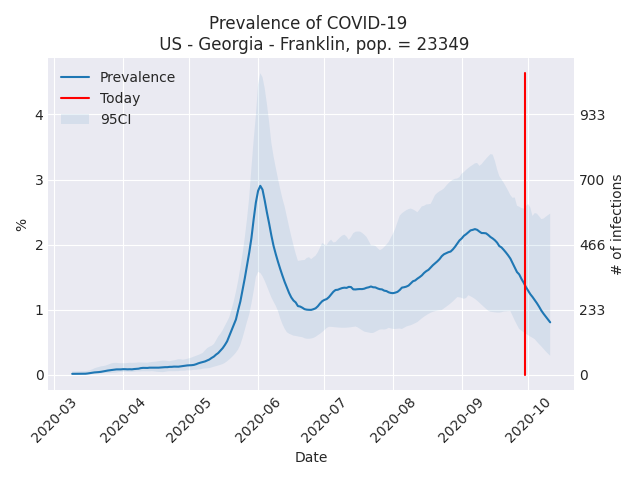 Prevalence of COVID-19
US - Georgia - Franklin, pop. = 23349
Prevalence
Today
95CI
%
4
3
2
1
0
933
700
466
233
0
# of infections
2020-03
2020-04
2020-05
2020-06
2020-07
2020-08
2020-09
2020-10
Date